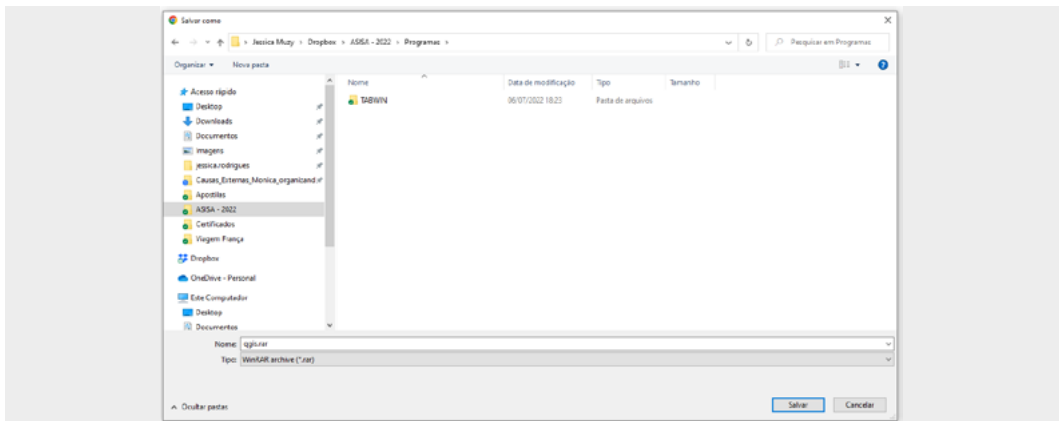 Salvar como
› Jessica Muzy › Dropbox › ASISA - 2022 › Programas ›
Pesquisar em Programas
Organizar
Nova pasta
Nome
Data de modificação
Tipo
Tamanho
Acesso rápido
TABWIN
06/07/2022 18:23
Pasta de arquivos
Desktop
Downloads
Documentos
Imagens
jessica.rodrigues
Causas_Externas_Monica_organicand
Apostilas
ASISA - 2022
Certificados
Viagem França
Dropbox
OneDrive - Personal
Este Computador
Desktop
Documentos
Nome: qgis.rar
Tipo: WinRAR archive (*.rar)
Ocultar pastas
Salvar
Cancelar